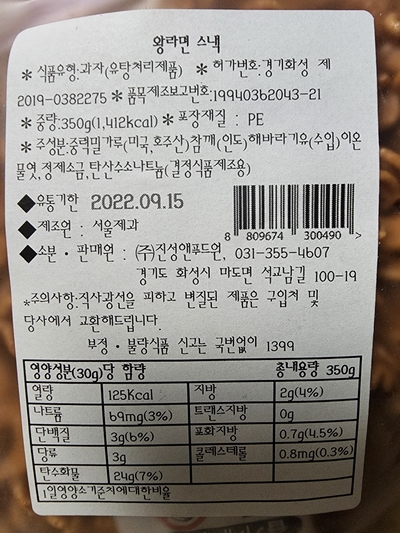 왕라면 스낵
* 식품유형:과자(유탕처리제품) * 허가번호:경기화성 제
2019-0382275 * 품목제조보고번호:19940362043-21
* 중량:350g(1,412kcal) * 포장재질 : PE
* 주성분:중력밀가루(미국,호주산)참깨(인도)해바라기유(수입)이온
물엿,정제소금,탄산수소나트늄(결정식품제조용)
◆유통기한 2022.09.15
◆제조원 : 서울제과
8 809674 300490 >
◆소분 · 판매원 : (주)진성앤푸드원, 031-355-4607
경기도 화성시 마도면 석교남길 100-19
*주의사항:직사광선을 피하고 변질된 제품은 구입처 및
당사에서 교환해드립니다.
부정 · 불량식품 신고는 국번없이 1399
영양성분(30g)당 함량 총내용량 350g
열량 125Kcal 지방 2g(4%)
나트륨 69mg(3%) 트랜스지방 0g
단백질 3g(6%) 포화지방 0.7g(4.5%)
당류 3g 콜레스테롤 0.8mg(0.3%)
탄수화물 24g(7%)
1일영양소기준치에대한비율